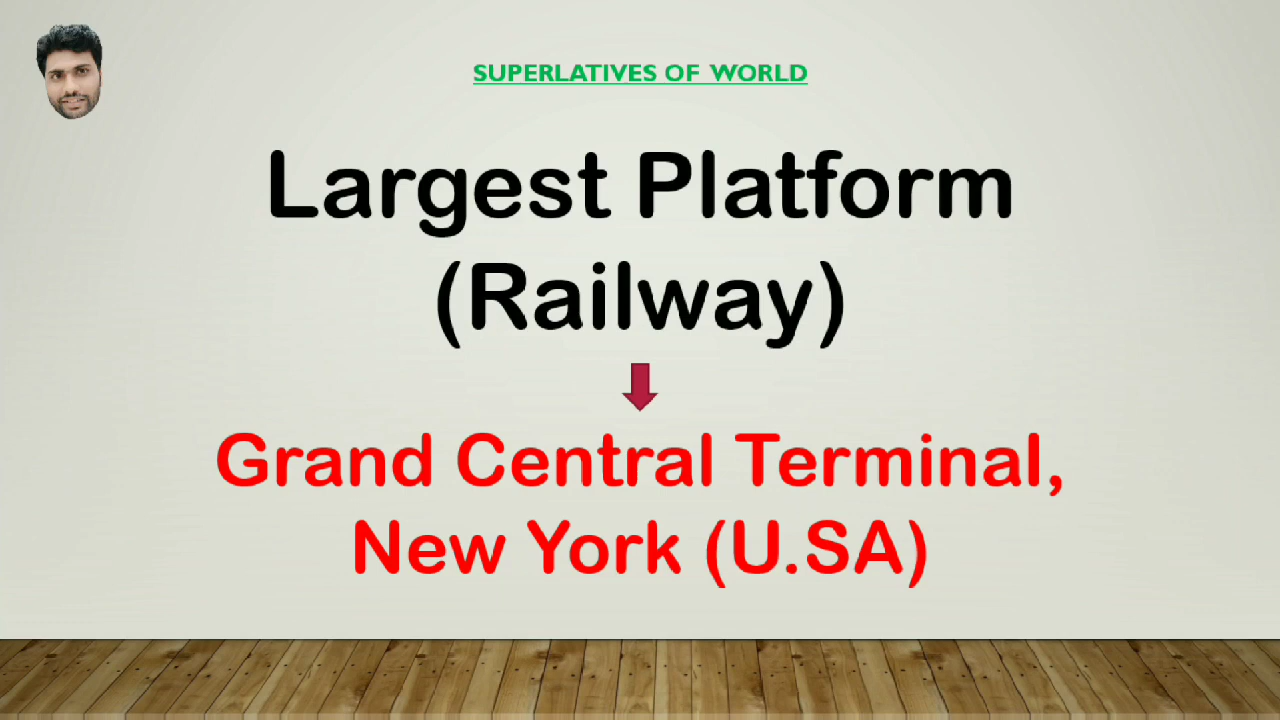 SUPERLATIVES OF WORLD
Largest Platform
(Railway)
Grand Central Terminal,
New York (U.SA)